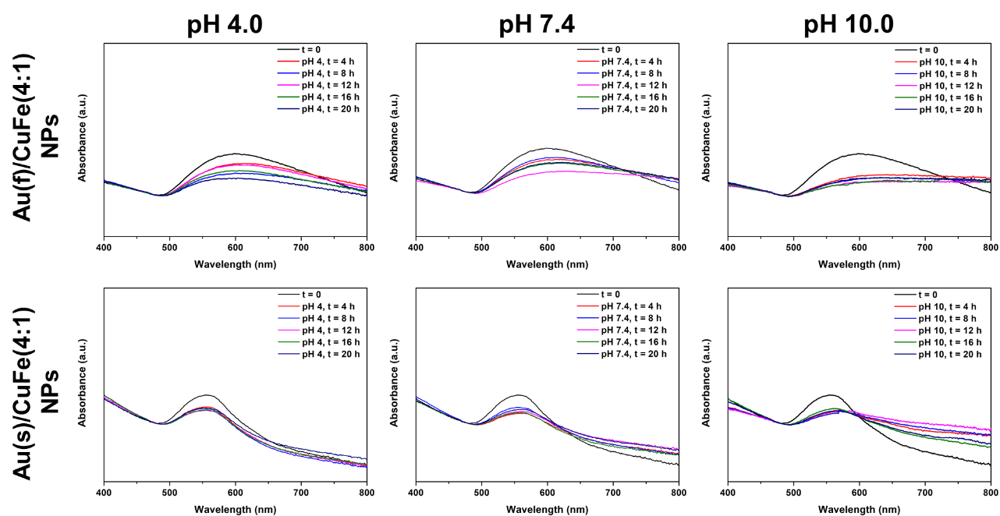 pH 4.0
pH 7.4
pH 10.0
Au(f)/CuFe(4:1)
NPs
Absorbance (a.u.)
t = 0
pH 4, t = 4 h
pH 4, t = 8 h
pH 4, t = 12 h
pH 4, t = 16 h
pH 4, t = 20 h
400 500 600 700 800
Wavelength (nm)
Absorbance (a.u.)
t = 0
pH 7.4, t = 4 h
pH 7.4, t = 8 h
pH 7.4, t = 12 h
pH 7.4, t = 16 h
pH 7.4, t = 20 h
400 500 600 700 800
Wavelength (nm)
Absorbance (a.u.)
t = 0
pH 10, t = 4 h
pH 10, t = 8 h
pH 10, t = 12 h
pH 10, t = 16 h
pH 10, t = 20 h
400 500 600 700 800
Wavelength (nm)
Au(s)/CuFe(4:1)
NPs
Absorbance (a.u.)
t = 0
pH 4, t = 4 h
pH 4, t = 8 h
pH 4, t = 12 h
pH 4, t = 16 h
pH 4, t = 20 h
400 500 600 700 800
Wavelength (nm)
Absorbance (a.u.)
t = 0
pH 7.4, t = 4 h
pH 7.4, t = 8 h
pH 7.4, t = 12 h
pH 7.4, t = 16 h
pH 7.4, t = 20 h
400 500 600 700 800
Wavelength (nm)
Absorbance (a.u.)
t = 0
pH 10, t = 4 h
pH 10, t = 8 h
pH 10, t = 12 h
pH 10, t = 16 h
pH 10, t = 20 h
400 500 600 700 800
Wavelength (nm)